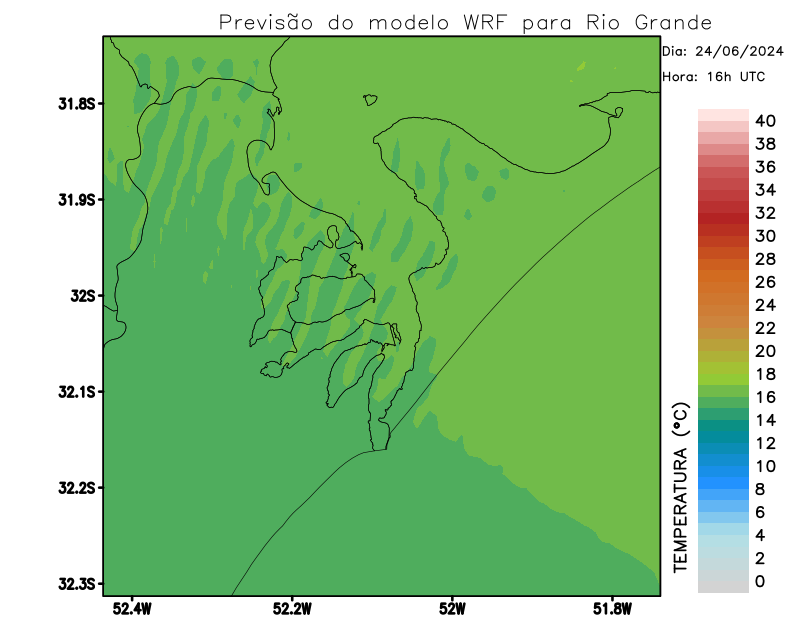 Previsão do modelo WRF para Rio Grande
Dia: 24/06/2024
Hora: 16h UTC
31.8S
31.9S
32S
32.1S
32.2S
32.3S
52.4W
52.2W
52W
51.8W
TEMPERATURA (°C)
40
38
36
34
32
30
28
26
24
22
20
18
16
14
12
10
8
6
4
2
0